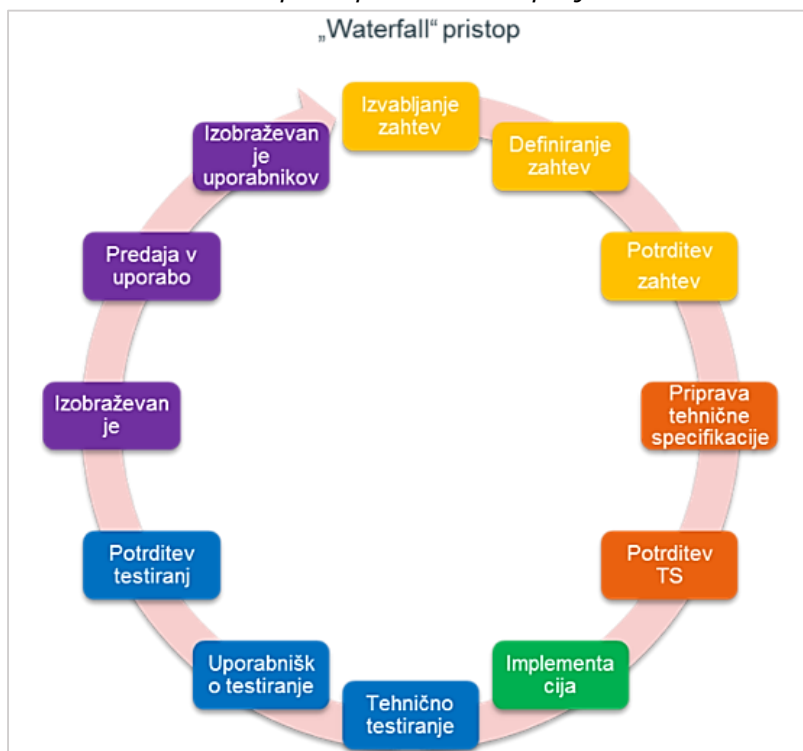 „Waterfall“ pristop
Izvabljanje
zahtev
Definiranje
zahtev
Potrditev
zahtev
Priprava
tehnične
specifikacije
Potrditev
TS
Implementa
cija
Tehnično
testiranje
Uporabnišk
o testiranje
Potrditev
testiranj
Izobraževan
je
Predaja v
uporabo
Izobraževan
je
uporabnikov